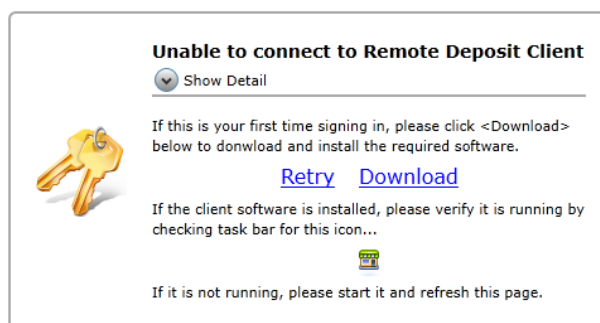 Unable to connect to Remote Deposit Client
Show Detail
If this is your first time signing in, please click <Download>
below to donwload and install the required software.
Retry Download
If the client software is installed, please verify it is running by
checking task bar for this icon...
If it is not running, please start it and refresh this page.